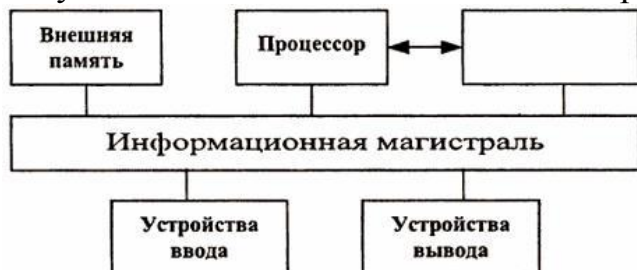 Внешняя
память
Процессор
Информационная магистраль
Устройства
ввода
Устройства
вывода